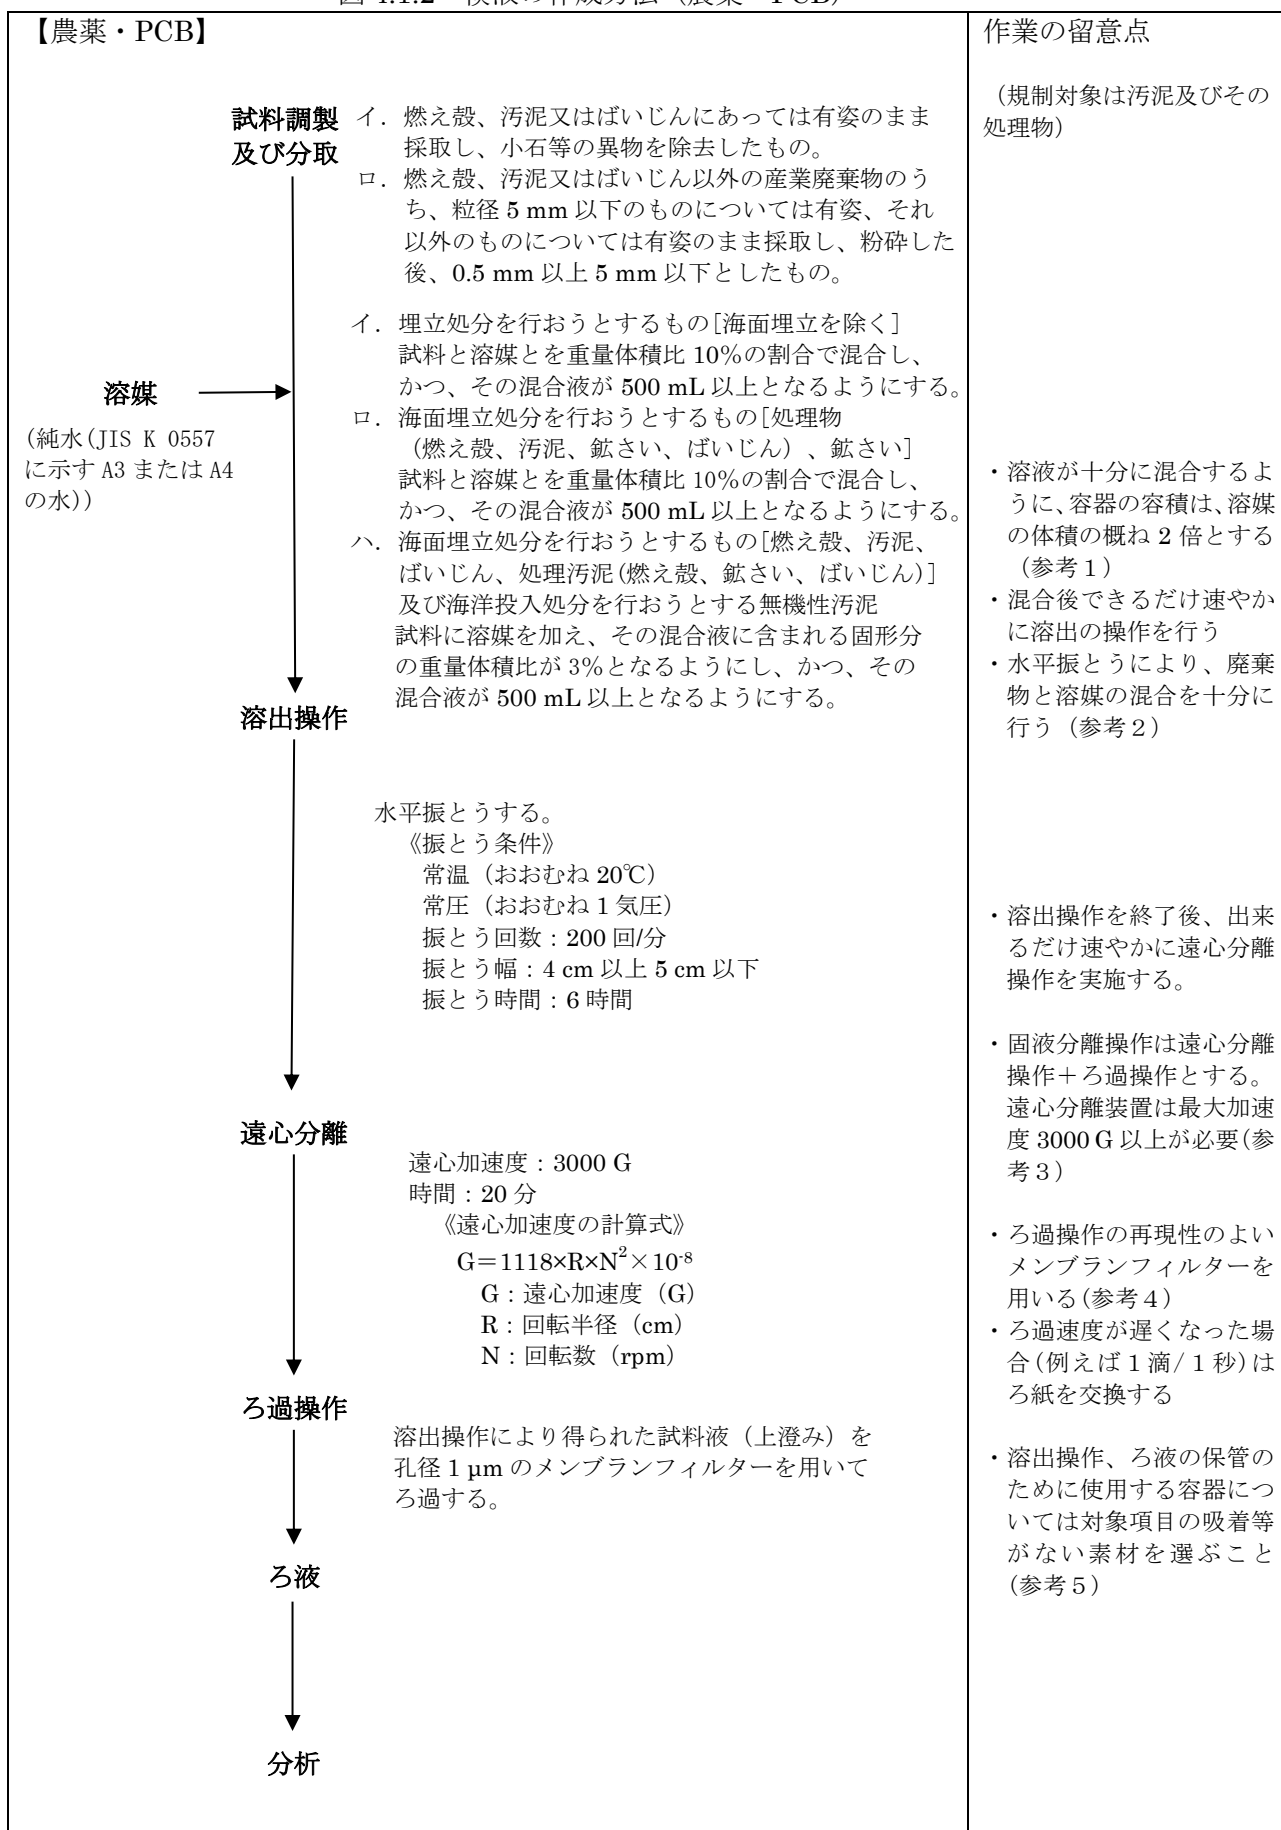 図 4.1.2　検液の作成方法（農薬・PCB）
【農薬・PCB】
試料調製
及び分取
イ．燃え殻、汚泥又はばいじんにあっては有姿のまま
採取し、小石等の異物を除去したもの。
ロ．燃え殻、汚泥又はばいじん以外の産業廃棄物のう
ち、粒径 5 mm 以下のものについては有姿、それ
以外のものについては有姿のまま採取し、粉砕した
後、0.5 mm 以上 5 mm 以下としたもの。
溶媒
(純水(JIS K 0557
に示す A3 または A4
の水))
イ．埋立処分を行おうとするもの[海面埋立を除く]
試料と溶媒とを重量体積比 10％の割合で混合し、
かつ、その混合液が 500 mL 以上となるようにする。
ロ．海面埋立処分を行おうとするもの[処理物
（燃え殻、汚泥、鉱さい、ばいじん）、鉱さい]
試料と溶媒とを重量体積比 10％の割合で混合し、
かつ、その混合液が 500 mL 以上となるようにする。
ハ．海面埋立処分を行おうとするもの[燃え殻、汚泥、
ばいじん、処理汚泥(燃え殻、鉱さい、ばいじん)]
及び海洋投入処分を行おうとする無機性汚泥
試料に溶媒を加え、その混合液に含まれる固形分
の重量体積比が 3％となるようにし、かつ、その
混合液が 500 mL 以上となるようにする。
溶出操作
水平振とうする。
《振とう条件》
常温（おおむね 20℃）
常圧（おおむね 1 気圧）
振とう回数：200 回/分
振とう幅：4 cm 以上 5 cm 以下
振とう時間：6 時間
遠心分離
遠心加速度：3000 G
時間：20 分
《遠心加速度の計算式》
G＝1118×R×N²×10⁻⁸
G：遠心加速度（G）
R：回転半径（cm）
N：回転数（rpm）
ろ過操作
溶出操作により得られた試料液（上澄み）を
孔径 1 μm のメンブランフィルターを用いて
ろ過する。
ろ液
分析
作業の留意点
（規制対象は汚泥及びその
処理物）
・溶液が十分に混合するよ
うに、容器の容積は、溶媒
の体積の概ね 2 倍とする
（参考１）
・混合後できるだけ速やか
に溶出の操作を行う
・水平振とうにより、廃棄
物と溶媒の混合を十分に
行う（参考２）
・溶出操作を終了後、出来
るだけ速やかに遠心分離
操作を実施する。
・固液分離操作は遠心分離
操作＋ろ過操作とする。
遠心分離装置は最大加速
度 3000 G 以上が必要(参
考３)
・ろ過操作の再現性のよい
メンブランフィルターを
用いる(参考４)
・ろ過速度が遅くなった場
合(例えば 1 滴/ 1 秒)は
ろ紙を交換する
・溶出操作、ろ液の保管の
ために使用する容器につ
いては対象項目の吸着等
がない素材を選ぶこと
(参考５)